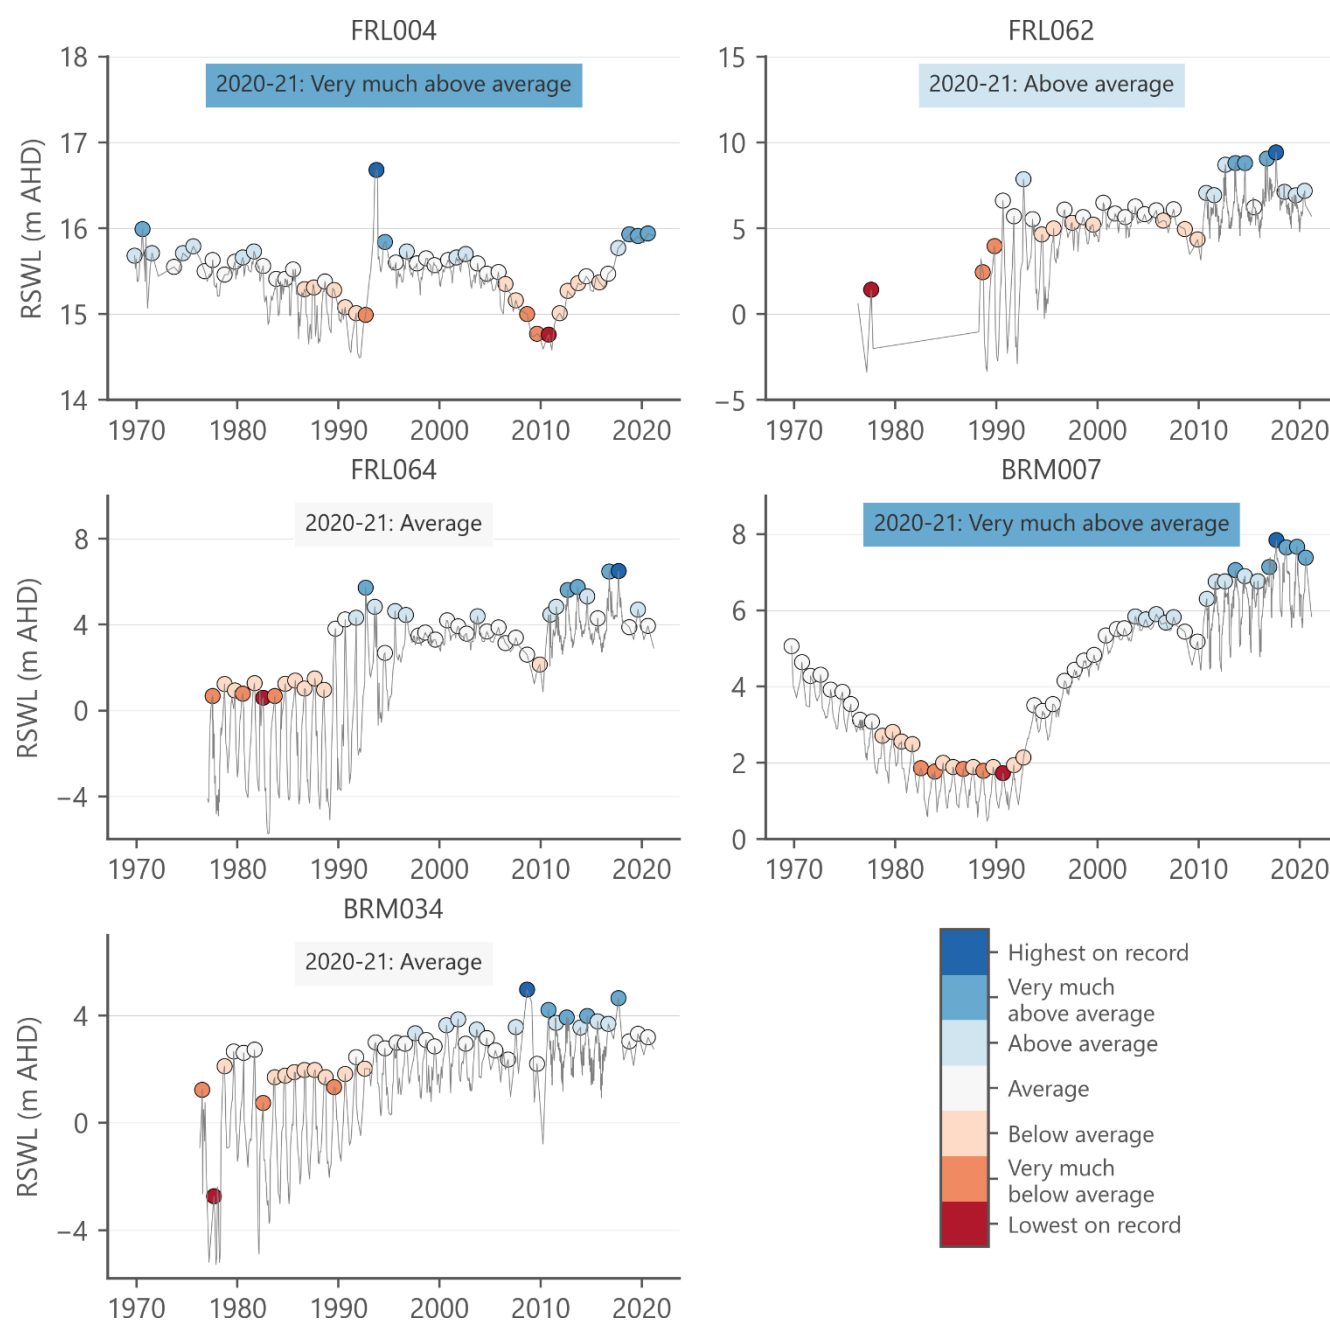 FRL004
2020-21: Very much above average
RSWL (m AHD)
18
17
16
15
14
1970 1980 1990 2000 2010 2020
FRL062
2020-21: Above average
15
10
5
0
−5
1970 1980 1990 2000 2010 2020
FRL064
2020-21: Average
RSWL (m AHD)
8
4
0
−4
1970 1980 1990 2000 2010 2020
BRM007
2020-21: Very much above average
8
6
4
2
0
1970 1980 1990 2000 2010 2020
BRM034
2020-21: Average
RSWL (m AHD)
4
0
−4
1970 1980 1990 2000 2010 2020
Highest on record
Very much
above average
Above average
Average
Below average
Very much
below average
Lowest on record